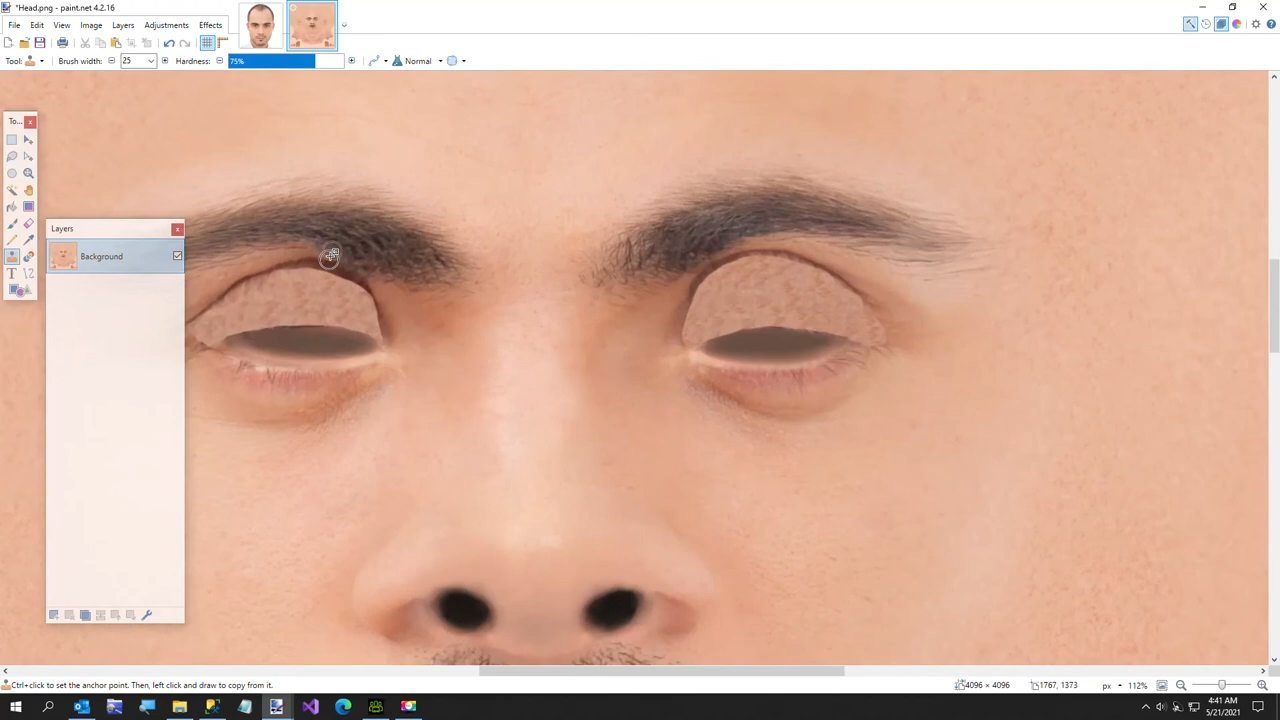 *Head.png - paint.net 4.2.16
File Edit View Image Layers Adjustments Effects
Tool: Brush width: 25 Hardness: 75% Normal
To... x
Layers x
Background
Ctrl+click to set the anchor point. Then, left click and draw to copy from it.
4096 × 4096
1767, 1373
px
112%
4:41 AM
5/21/2021